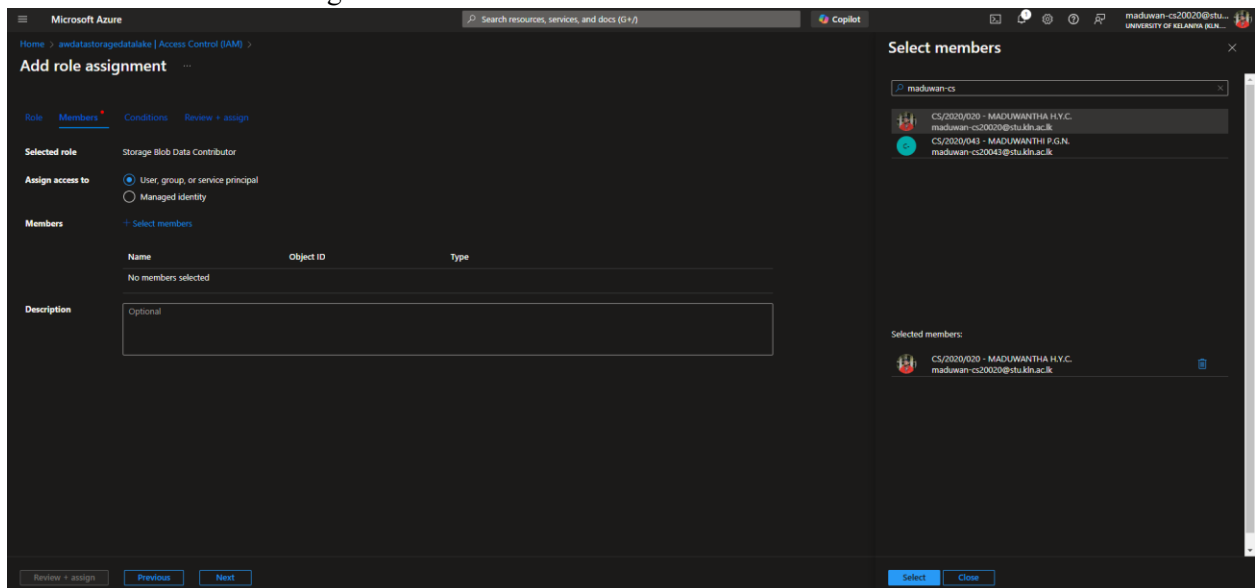 Microsoft Azure
Search resources, services, and docs (G+/)
Copilot
maduwan-cs20020@stu...
UNIVERSITY OF KELANIYA (KLN....
Home > awdatastoragedatalake | Access Control (IAM) >
Add role assignment ...
Role
Members *
Conditions
Review + assign
Selected role
Storage Blob Data Contributor
Assign access to
User, group, or service principal
Managed identity
Members
+ Select members
Name Object ID Type
No members selected
Description
Optional
Review + assign
Previous
Next
Select members
maduwan-cs
CS/2020/020 - MADUWANTHA H.Y.C.
maduwan-cs20020@stu.kln.ac.lk
CS/2020/043 - MADUWANTHI P.G.N.
maduwan-cs20043@stu.kln.ac.lk
Selected members:
CS/2020/020 - MADUWANTHA H.Y.C.
maduwan-cs20020@stu.kln.ac.lk
Select
Close